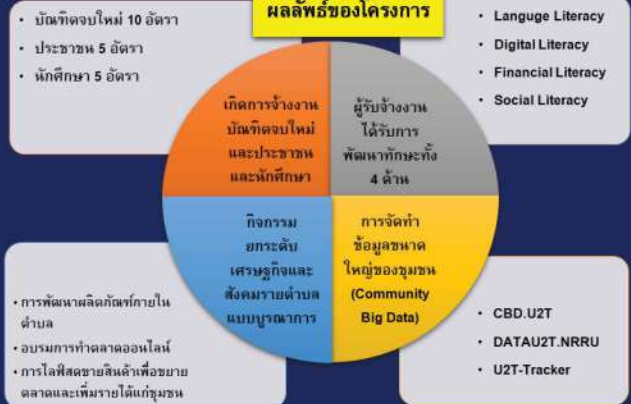 ผลลัพธ์ของโครงการ
• บัณฑิตจบใหม่ 10 อัตรา
• ประชาชน 5 อัตรา
• นักศึกษา 5 อัตรา
• Languge Literacy
• Digital Literacy
• Financial Literacy
• Social Literacy
เกิดการจ้างงาน
บัณฑิตจบใหม่
และประชาชน
และนักศึกษา
ผู้รับจ้างงาน
ได้รับการ
พัฒนาทักษะทั้ง
4 ด้าน
กิจกรรม
ยกระดับ
เศรษฐกิจและ
สังคมรายตำบล
แบบบูรณาการ
การจัดทำ
ข้อมูลขนาด
ใหญ่ของชุมชน
(Community
Big Data)
• การพัฒนาผลิตภัณฑ์ภายใน
ตำบล
• อบรมการทำตลาดออนไลน์
• การไลฟ์สดขายสินค้าเพื่อขยาย
ตลาดและเพิ่มรายได้แก่ชุมชน
• CBD.U2T
• DATAU2T.NRRU
• U2T-Tracker